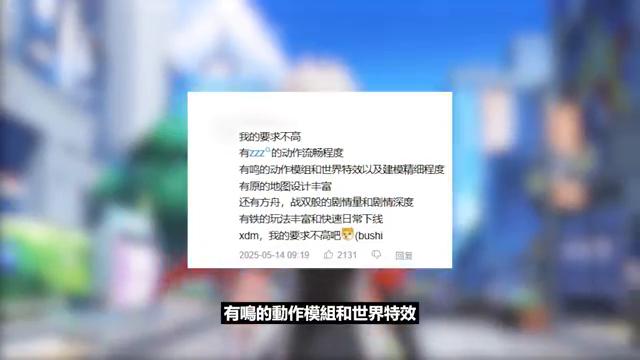 我的要求不高
有zzz的动作流畅程度
有鸣的动作模组和世界特效以及建模精细程度
有原的地图设计丰富
还有方舟，战双般的剧情量和剧情深度
有铁的玩法丰富和快速日常下线
xdm，我的要求不高吧(bushi
2025-05-14 09:19 2131 回复
有鳴的動作模組和世界特效